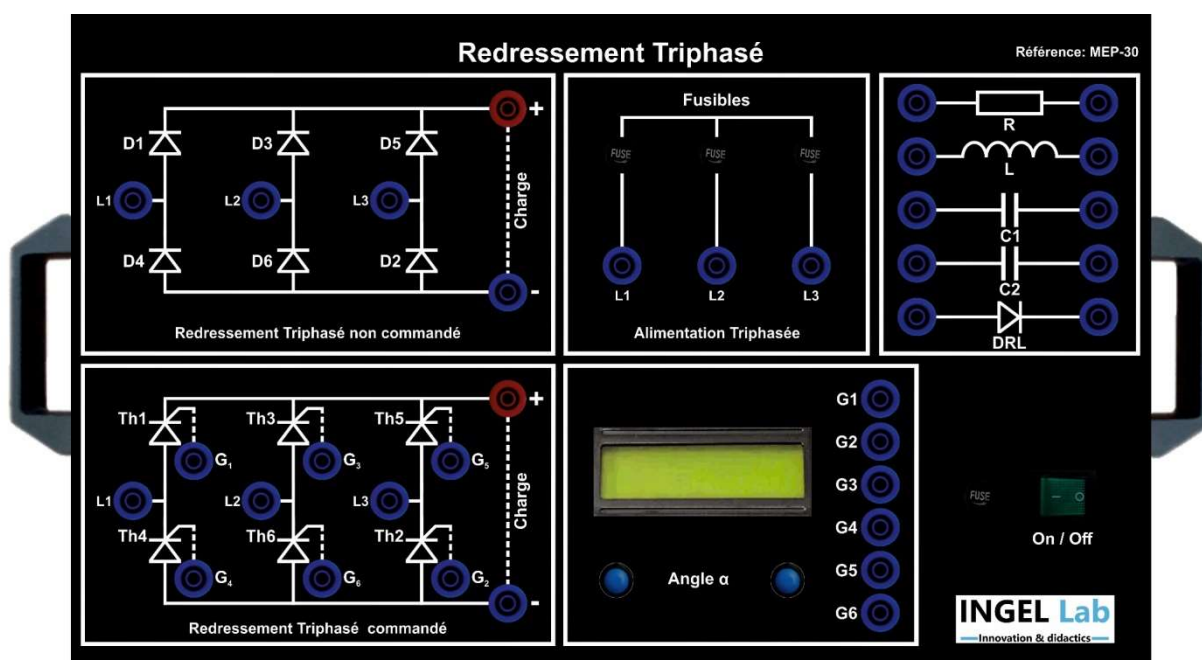 Redressement Triphasé
Référence: MEP-30
+
D1 D3 D5
L1 L2 L3
Charge
D4 D6 D2
-
Redressement Triphasé non commandé
Fusibles
FUSE FUSE FUSE
L1 L2 L3
Alimentation Triphasée
R
L
C1
C2
DRL
+
Th1 Th3 Th5
G₁ G₃ G₅
L1 L2 L3
Charge
Th4 Th6 Th2
G₄ G₆ G₂
-
Redressement Triphasé commandé
G1
G2
G3
G4
G5
G6
Angle α
FUSE
– O
On / Off
INGEL Lab
Innovation & didactics